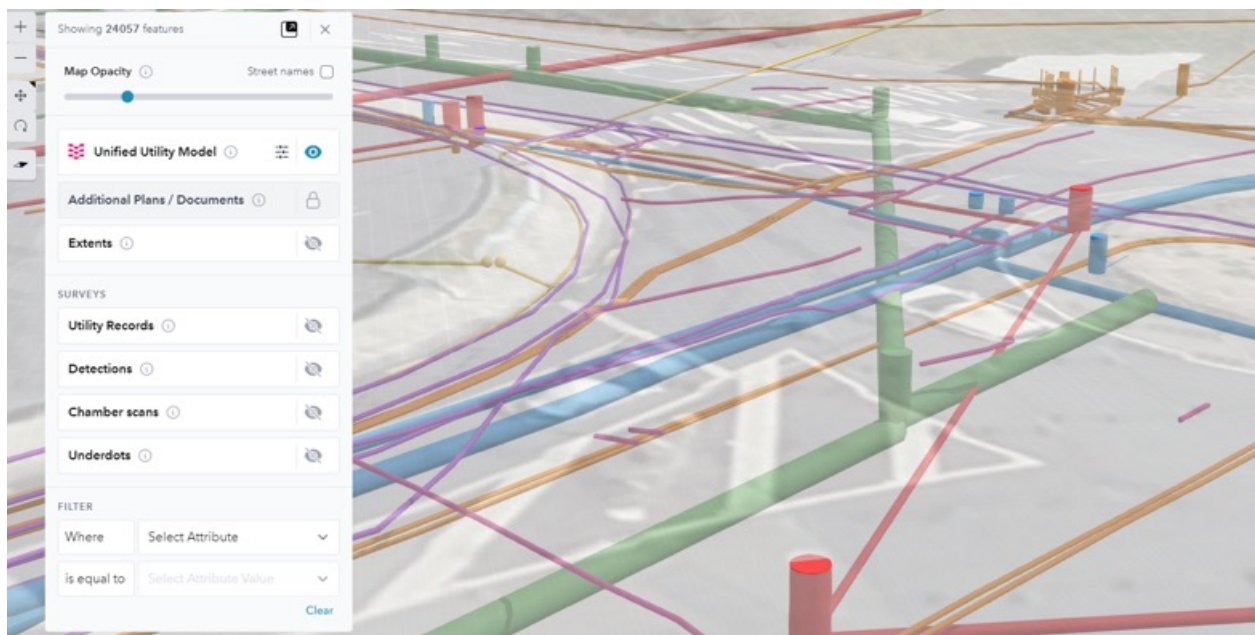 Showing 24057 features
Map Opacity
Street names
Unified Utility Model
Additional Plans / Documents
Extents
SURVEYS
Utility Records
Detections
Chamber scans
Underdots
FILTER
Where Select Attribute
is equal to Select Attribute Value
Clear